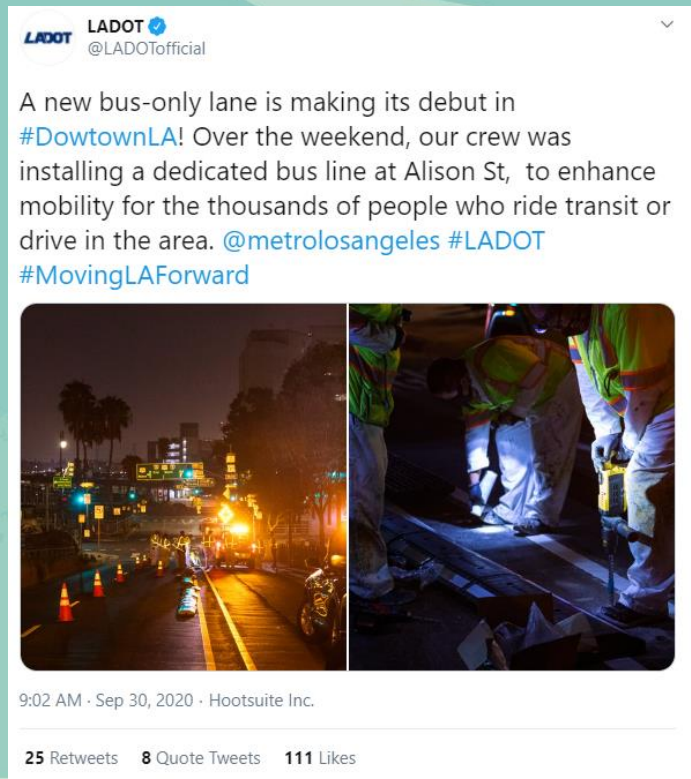 LADOT
LADOT
@LADOTofficial
A new bus-only lane is making its debut in
#DowtownLA! Over the weekend, our crew was
installing a dedicated bus line at Alison St,  to enhance
mobility for the thousands of people who ride transit or
drive in the area. @metrolosangeles #LADOT
#MovingLAForward
9:02 AM · Sep 30, 2020 · Hootsuite Inc.
25 Retweets 8 Quote Tweets 111 Likes